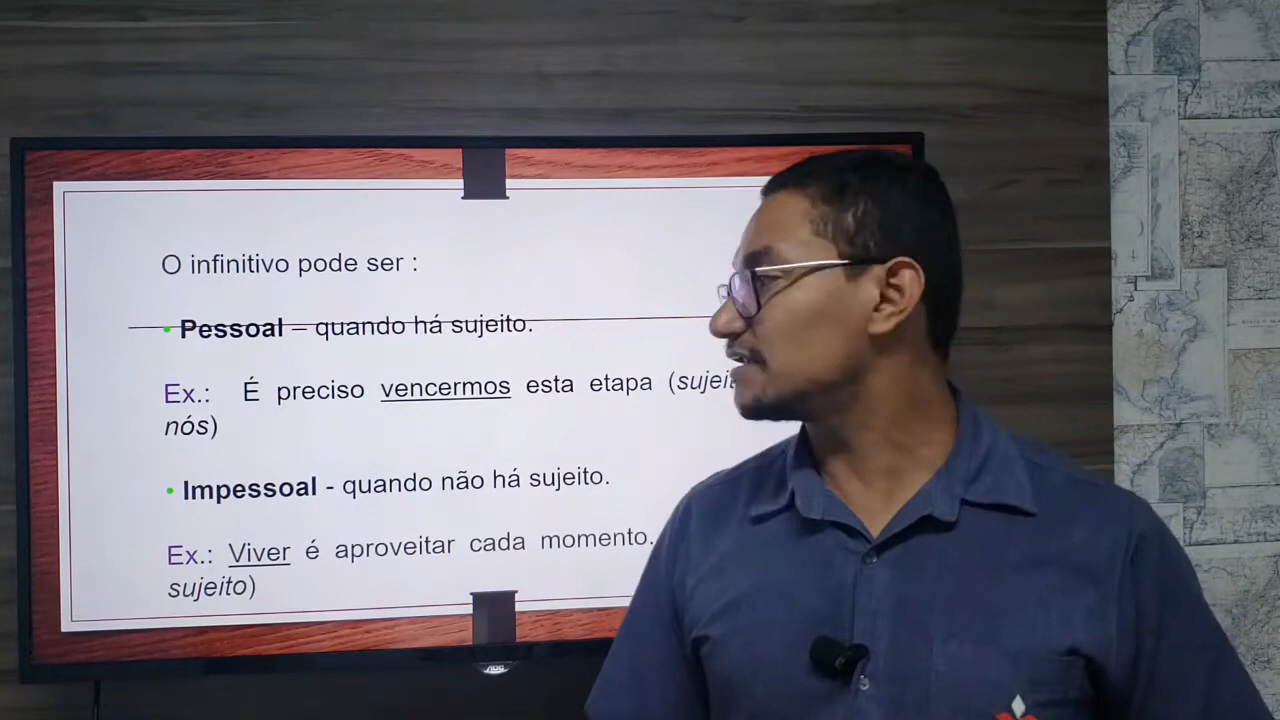 O infinitivo pode ser :
• Pessoal – quando há sujeito.
Ex.: É preciso vencermos esta etapa (
nós)
• Impessoal - quando não há sujeito.
Ex.: Viver é aproveitar cada momento.
sujeito)
AOC